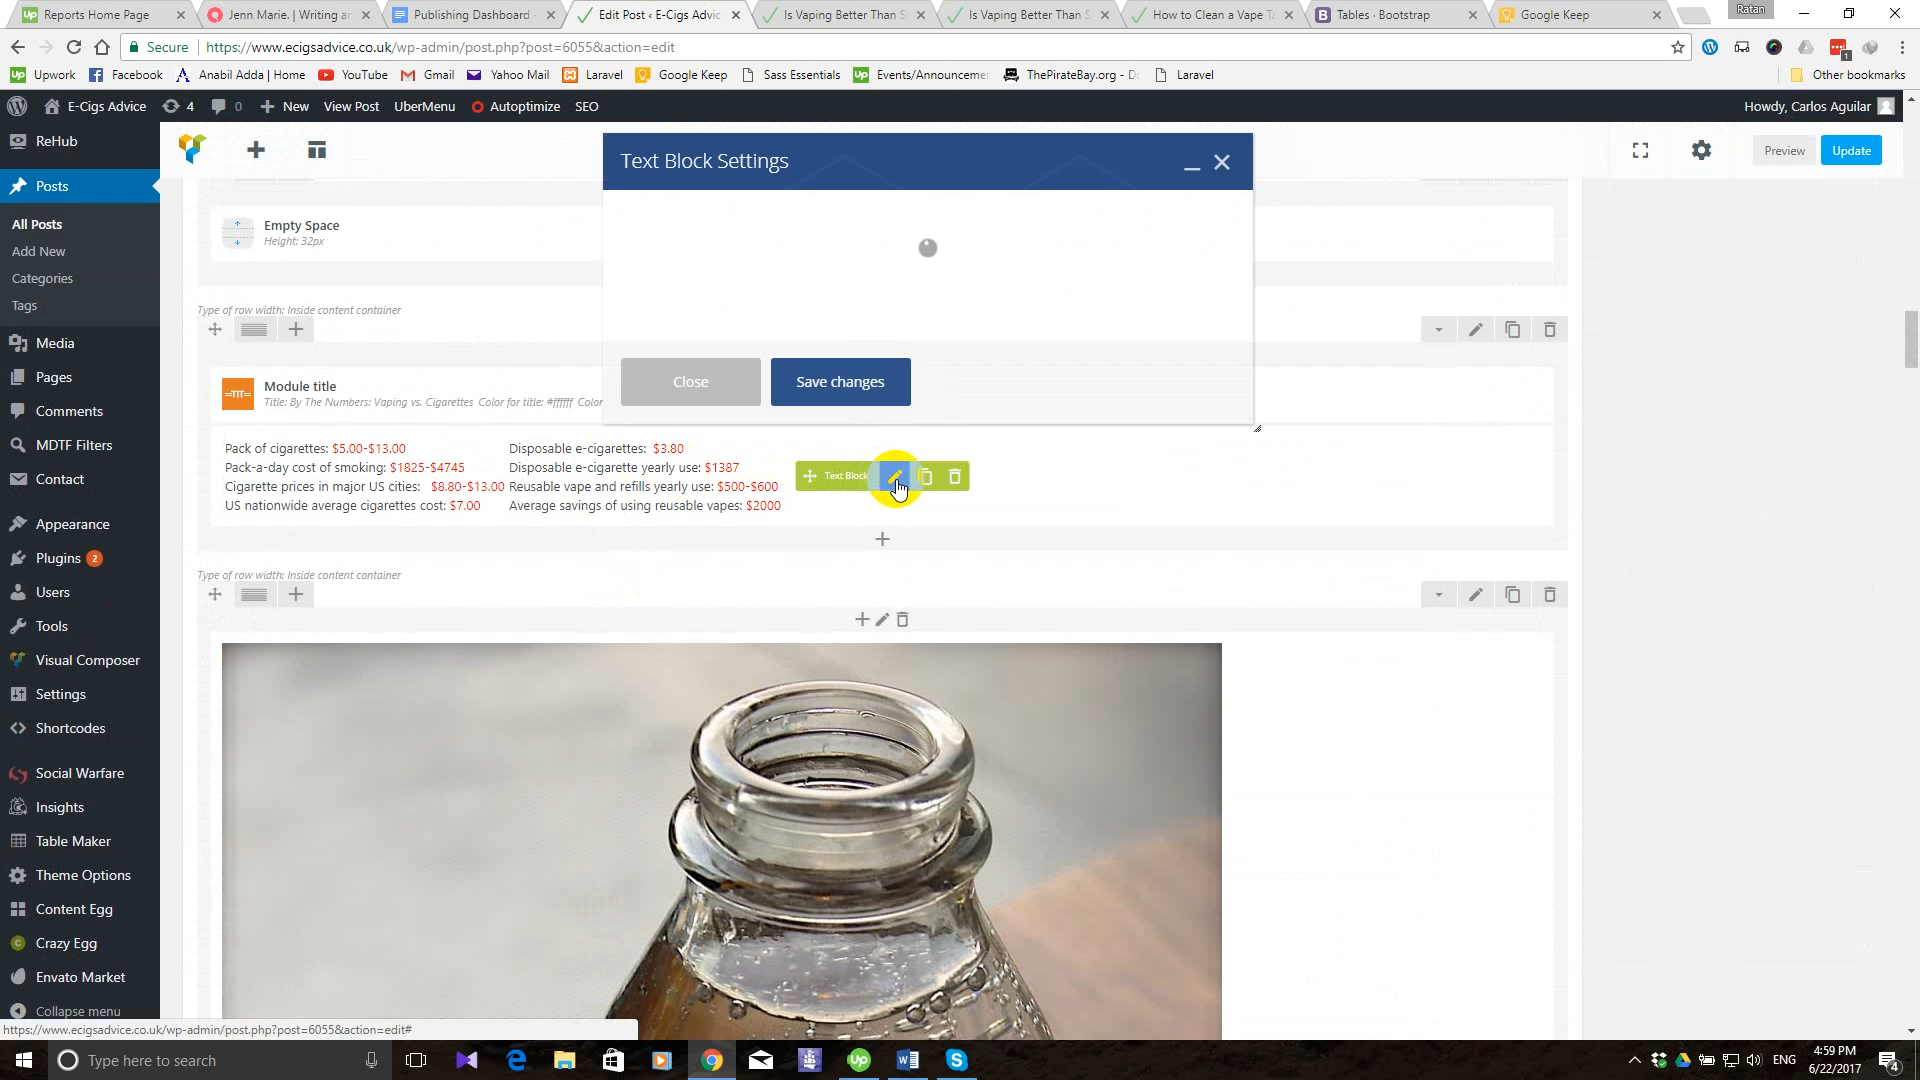 Reports Home Page
Jenn Marie. | Writing a
Publishing Dashboard
Edit Post ‹ E-Cigs Advic
Is Vaping Better Than S
Is Vaping Better Than S
How to Clean a Vape Ta
Tables · Bootstrap
Google Keep
Ratan
Secure
https://www.ecigsadvice.co.uk/wp-admin/post.php?post=6055&action=edit
Upwork
Facebook
Anabil Adda | Home
YouTube
Gmail
Yahoo Mail
Laravel
Google Keep
Sass Essentials
Events/Announcemen
ThePirateBay.org - Do
Laravel
Other bookmarks
E-Cigs Advice
4
0
New
View Post
UberMenu
Autoptimize
SEO
Howdy, Carlos Aguilar
ReHub
Posts
All Posts
Add New
Categories
Tags
Media
Pages
Comments
MDTF Filters
Contact
Appearance
Plugins 2
Users
Tools
Visual Composer
Settings
Shortcodes
Social Warfare
Insights
Table Maker
Theme Options
Content Egg
Crazy Egg
Envato Market
Collapse menu
Preview
Update
Text Block Settings
Close
Save changes
Empty Space
Height: 32px
Type of row width: Inside content container
=TIT=
Module title
Title: By The Numbers: Vaping vs. Cigarettes Color for title: #ffffff Color
Pack of cigarettes: $5.00-$13.00 Disposable e-cigarettes: $3.80
Pack-a-day cost of smoking: $1825-$4745 Disposable e-cigarette yearly use: $1387
Cigarette prices in major US cities: $8.80-$13.00 Reusable vape and refills yearly use: $500-$600
US nationwide average cigarettes cost: $7.00 Average savings of using reusable vapes: $2000
Text Block
Type of row width: Inside content container
https://www.ecigsadvice.co.uk/wp-admin/post.php?post=6055&action=edit#
Type here to search
ENG
4:59 PM
6/22/2017
4